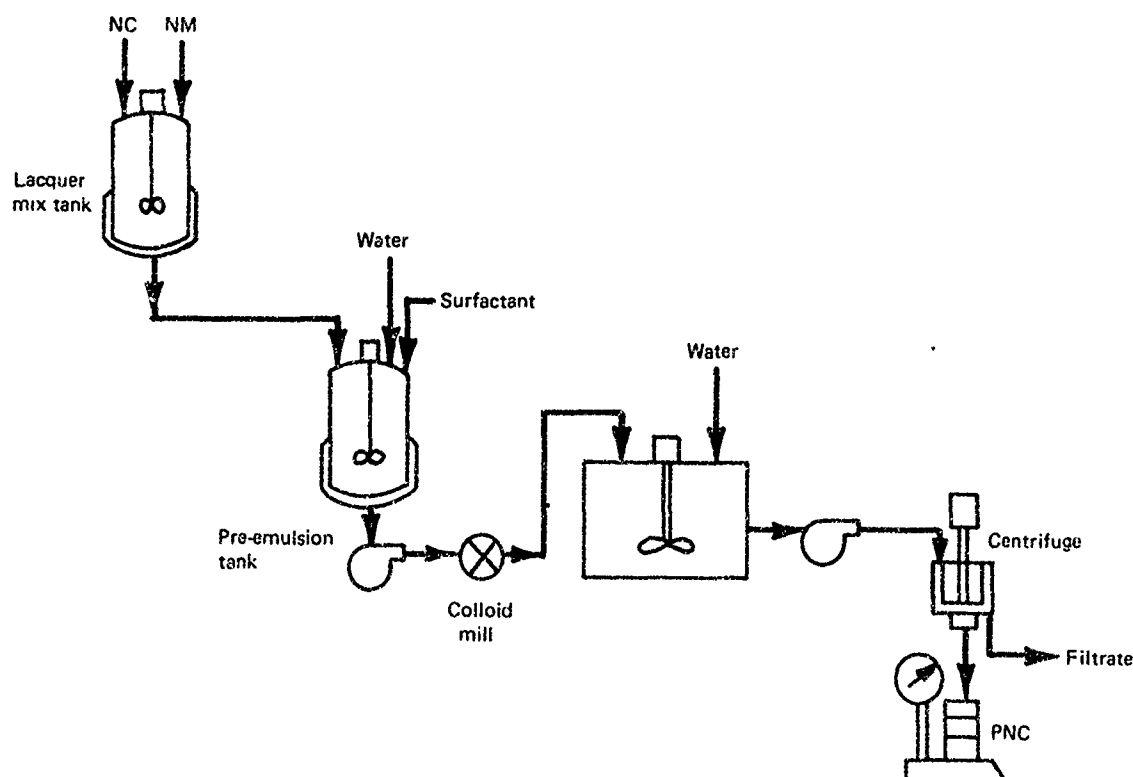 NC
NM
Lacquer
mix tank
Water
Surfactant
Water
Pre-emulsion
tank
Colloid
mill
Centrifuge
Filtrate
PNC